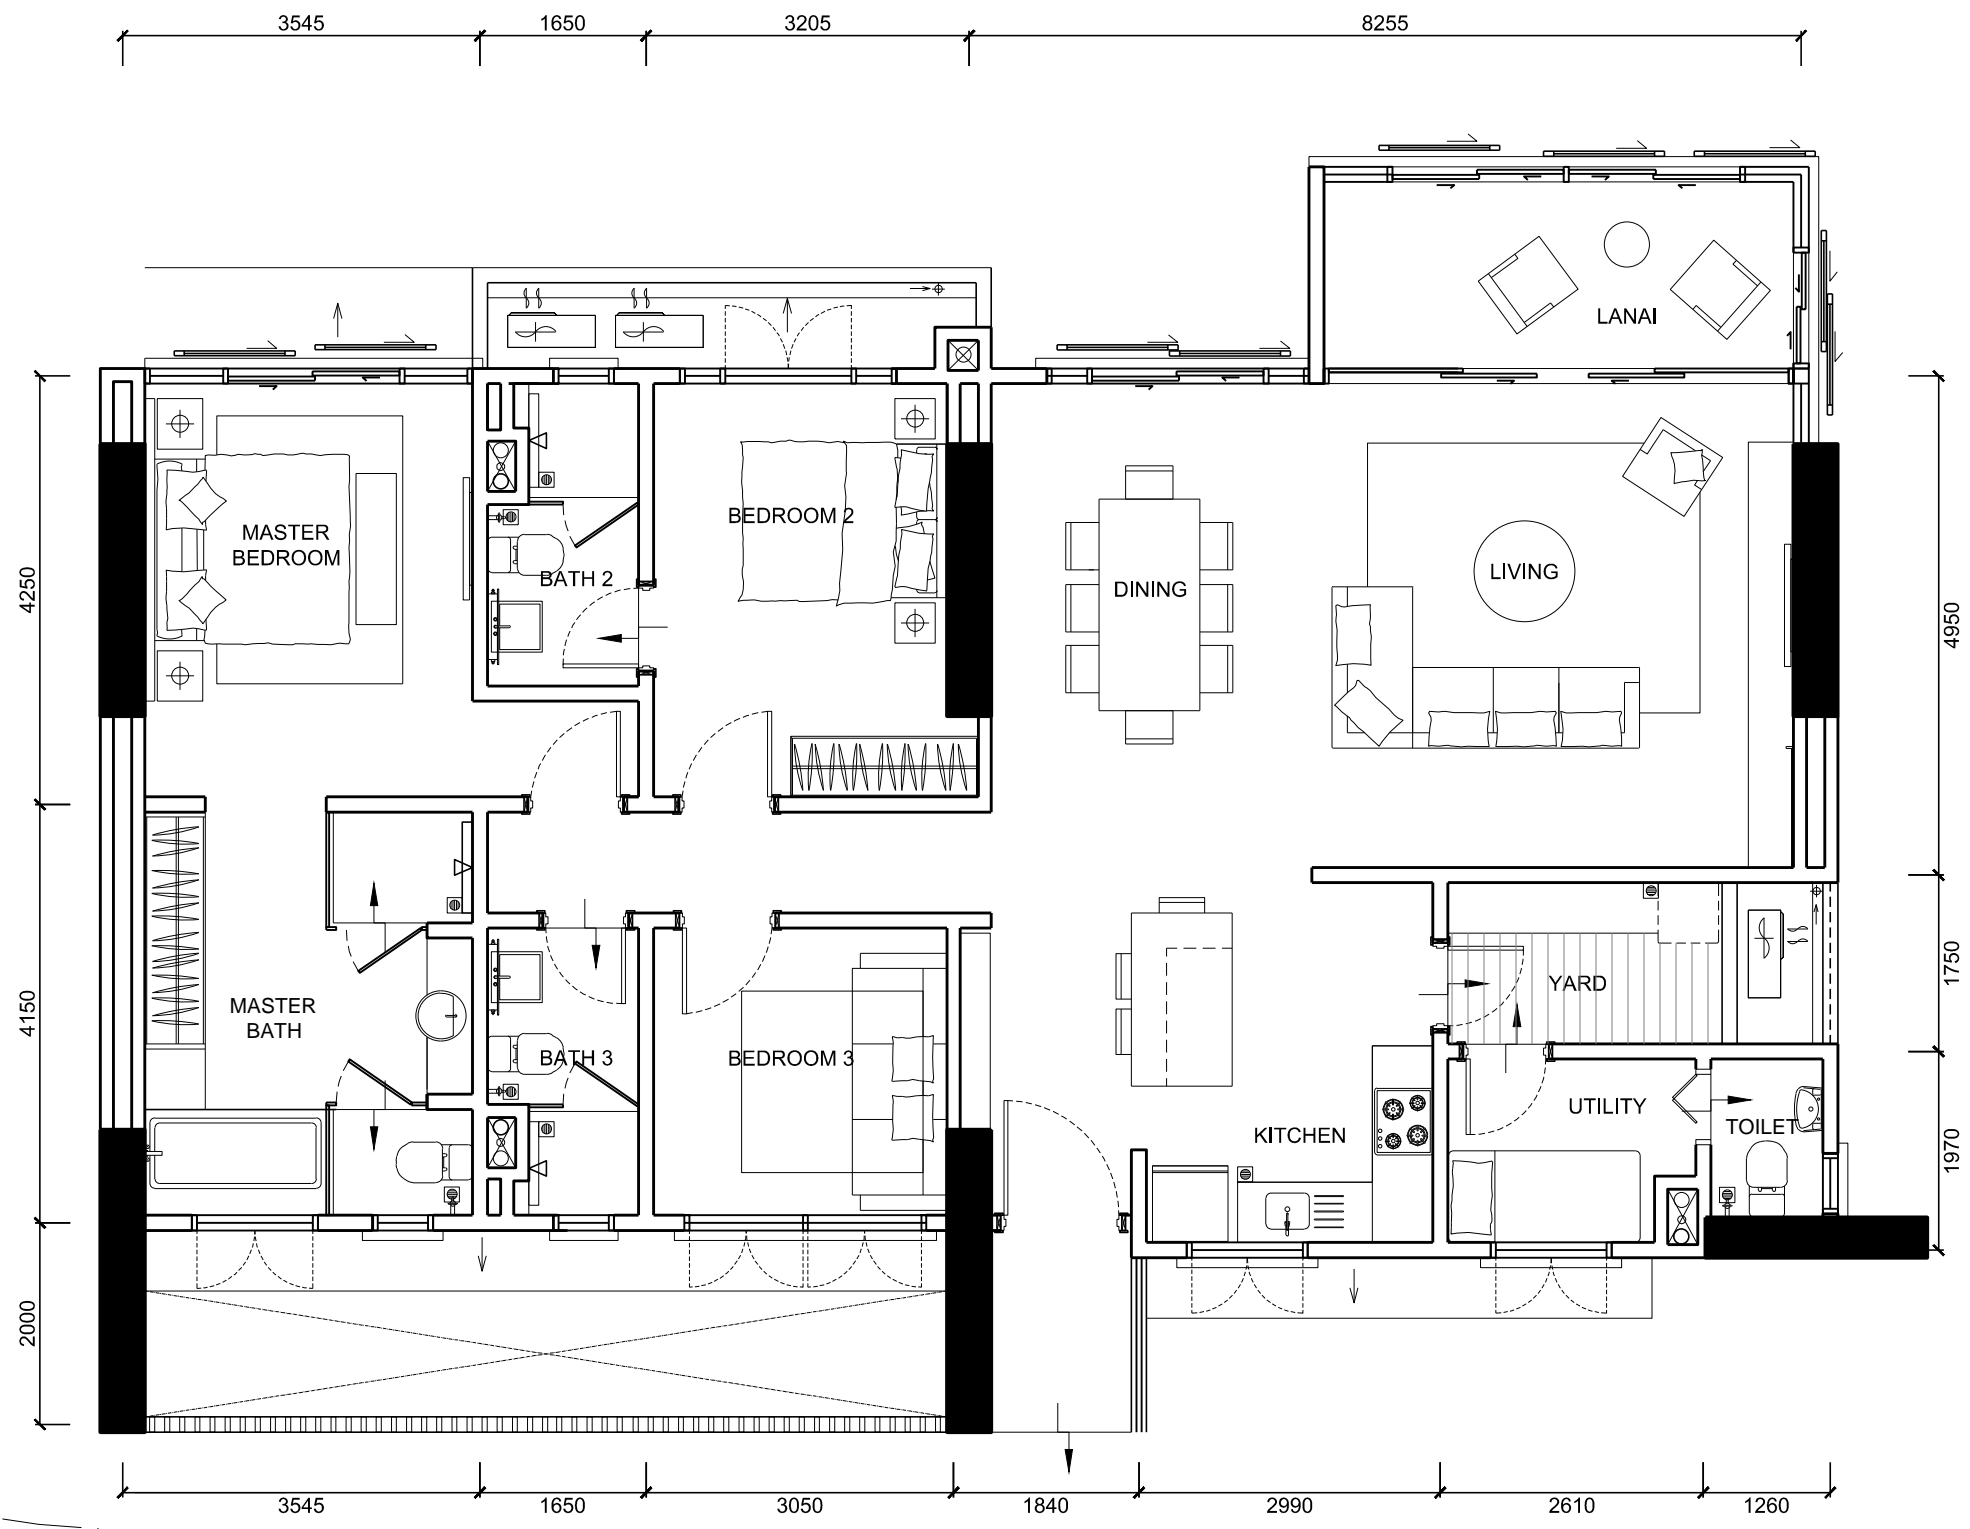 3545 1650 3205 8255
LANAI
MASTER
BEDROOM
BEDROOM 2
BATH 2
DINING
LIVING
4250
4950
MASTER
BATH
BATH 3
BEDROOM 3
YARD
4150
1750
KITCHEN
UTILITY
TOILET
1970
2000
3545 1650 3050 1840 2990 2610 1260